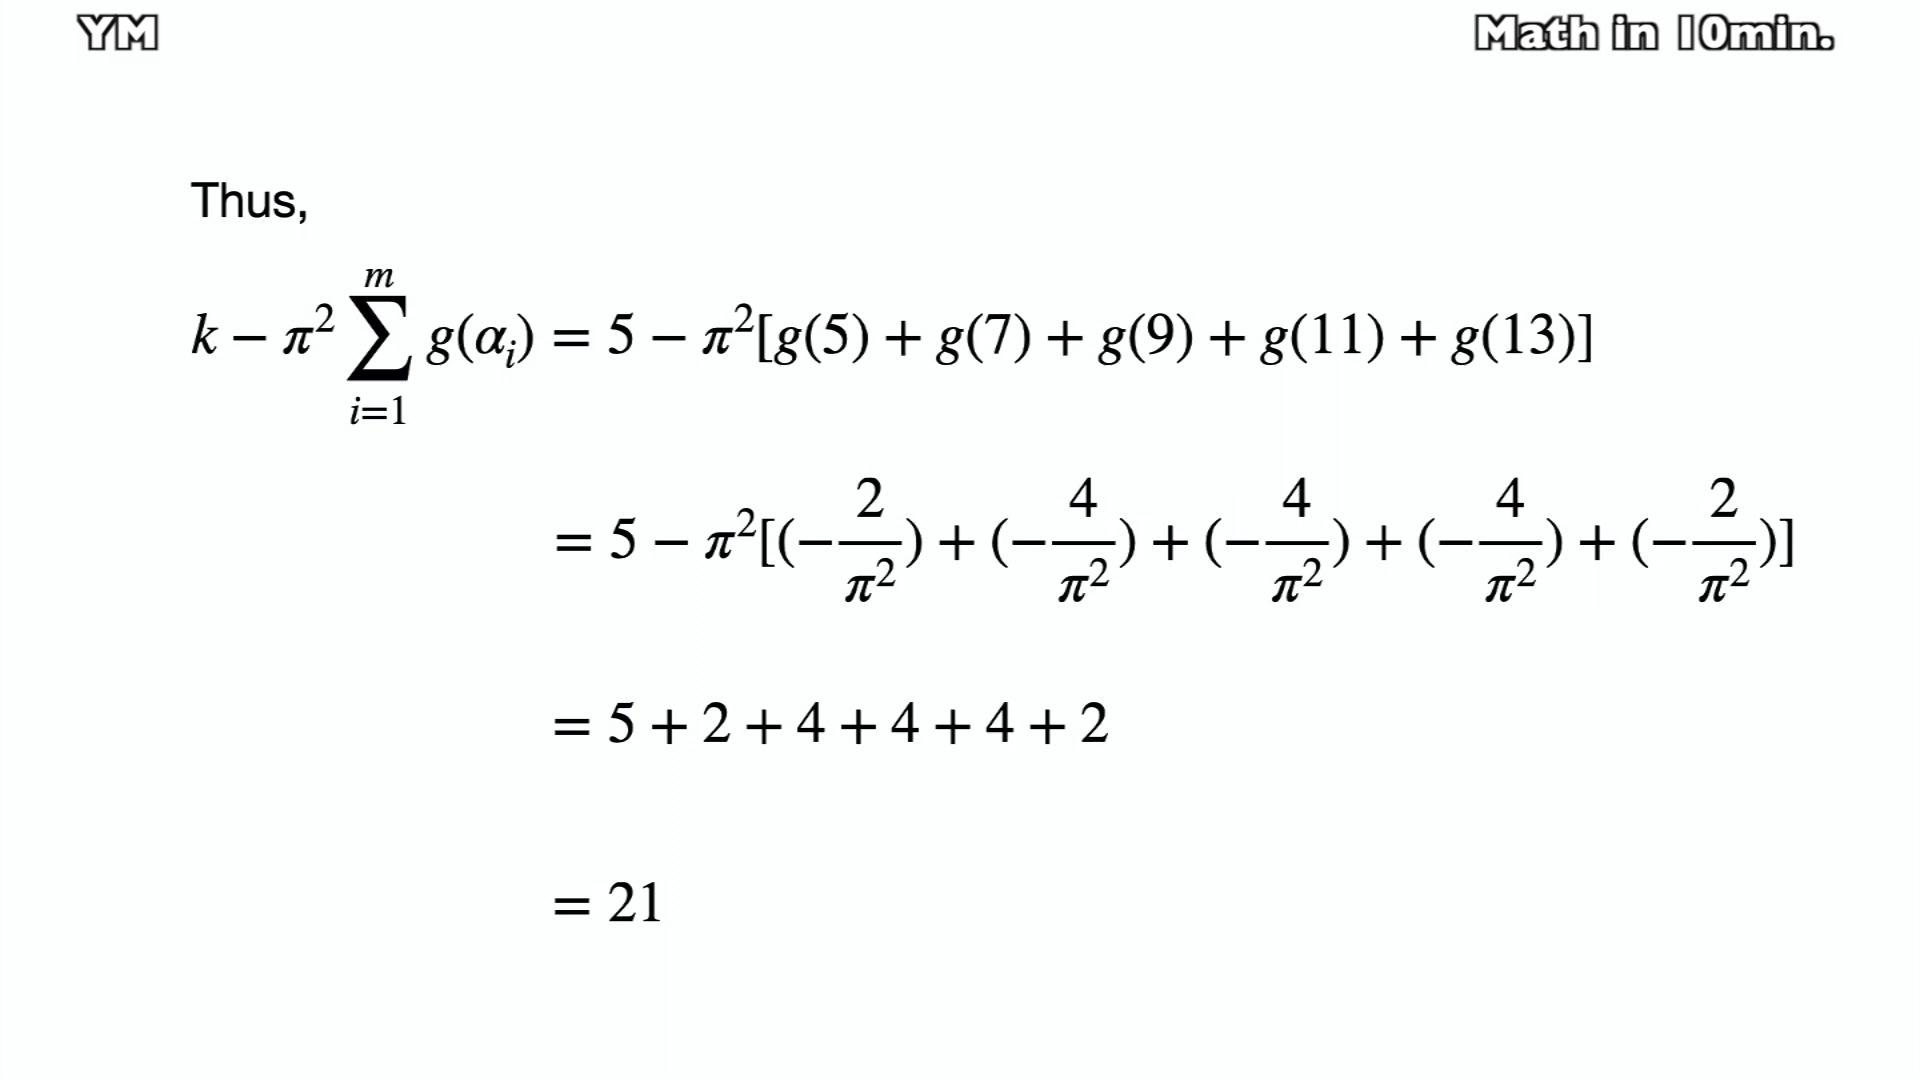 YM
Math in 10min.
Thus,
k − π² ∑_{i=1}^{m} g(αᵢ) = 5 − π²[g(5) + g(7) + g(9) + g(11) + g(13)]
= 5 − π²[(−2/π²) + (−4/π²) + (−4/π²) + (−4/π²) + (−2/π²)]
= 5 + 2 + 4 + 4 + 4 + 2
= 21